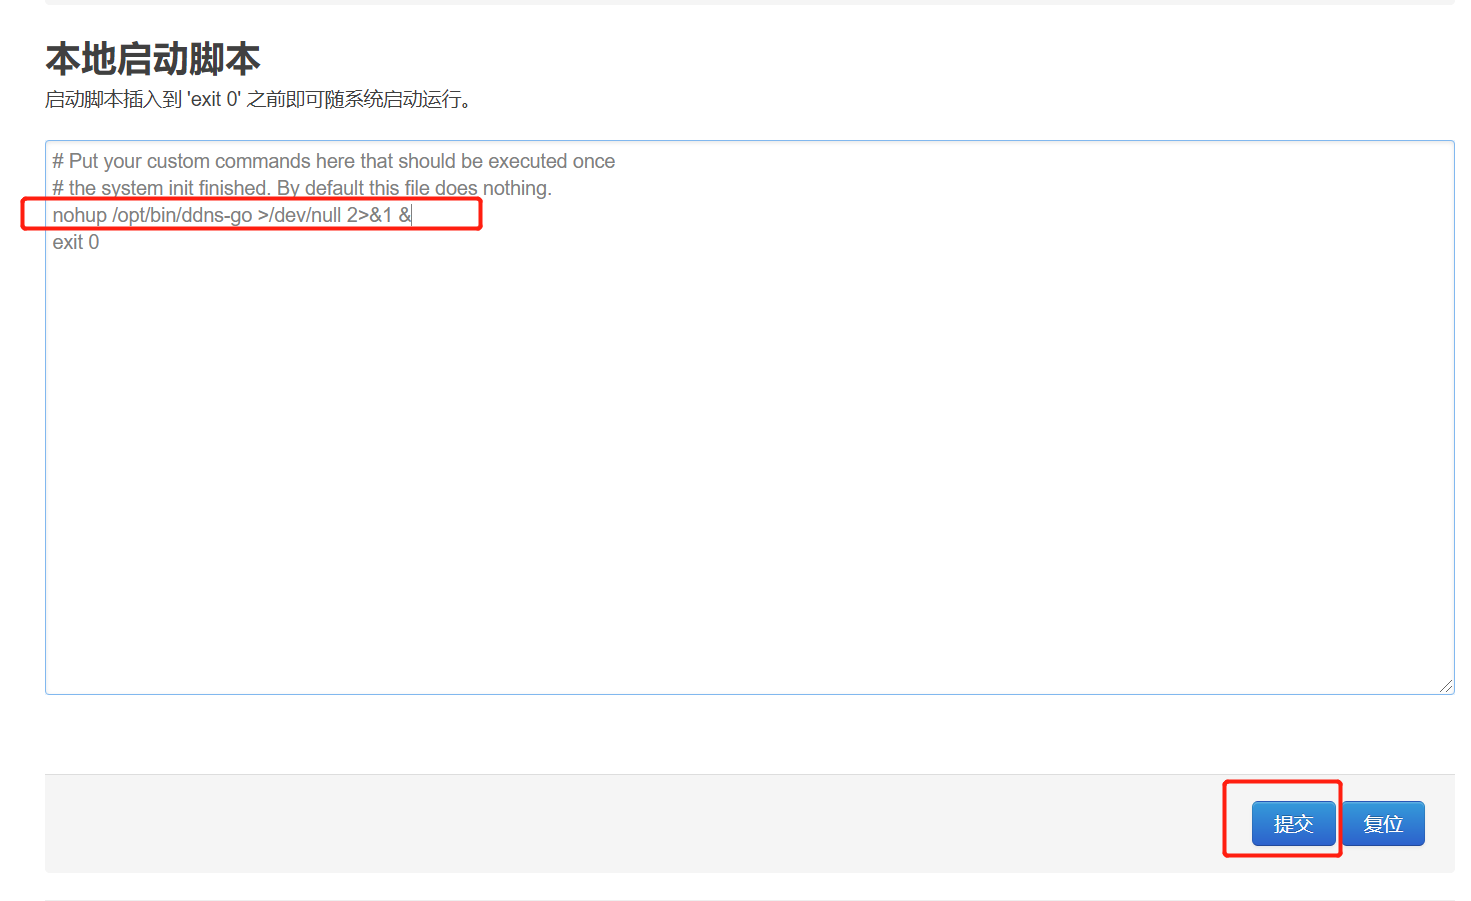 本地启动脚本
启动脚本插入到 'exit 0' 之前即可随系统启动运行。
# Put your custom commands here that should be executed once
# the system init finished. By default this file does nothing.
nohup /opt/bin/ddns-go >/dev/null 2>&1 &
exit 0
提交 复位